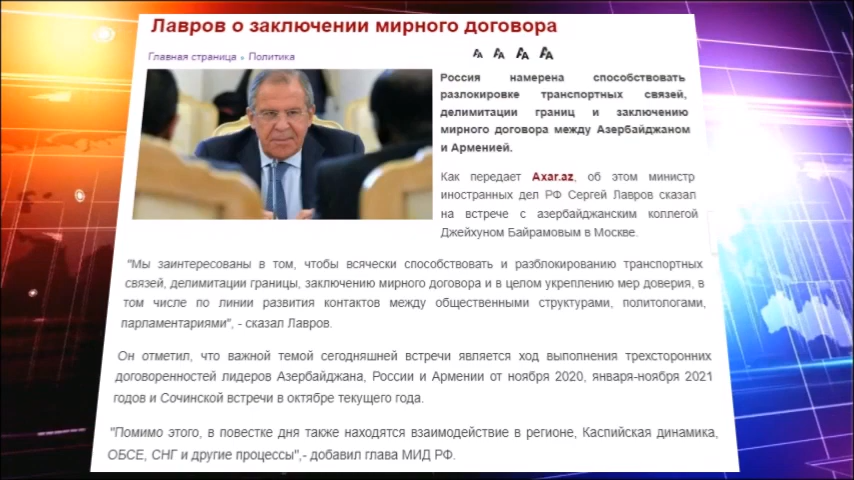 Лавров о заключении мирного договора
Главная страница • Политика
А А А А
Россия намерена способствовать
разлокировке транспортных связей,
делимитации границ и заключению
мирного договора между Азербайджаном
и Арменией.
Как передает Axar.az, об этом министр
иностранных дел РФ Сергей Лавров сказал
на встрече с азербайджанским коллегой
Джейхуном Байрамовым в Москве.
"Мы заинтересованы в том, чтобы всячески способствовать и разблокированию транспортных
связей, делимитации границы, заключению мирного договора и в целом укреплению мер доверия, в
том числе по линии развития контактов между общественными структурами, политологами,
парламентариями", - сказал Лавров.
Он отметил, что важной темой сегодняшней встречи является ход выполнения трехсторонних
договоренностей лидеров Азербайджана, России и Армении от ноября 2020, января-ноября 2021
годов и Сочинской встречи в октябре текущего года.
"Помимо этого, в повестке дня также находятся взаимодействие в регионе, Каспийская динамика,
ОБСЕ, СНГ и другие процессы",- добавил глава МИД РФ.